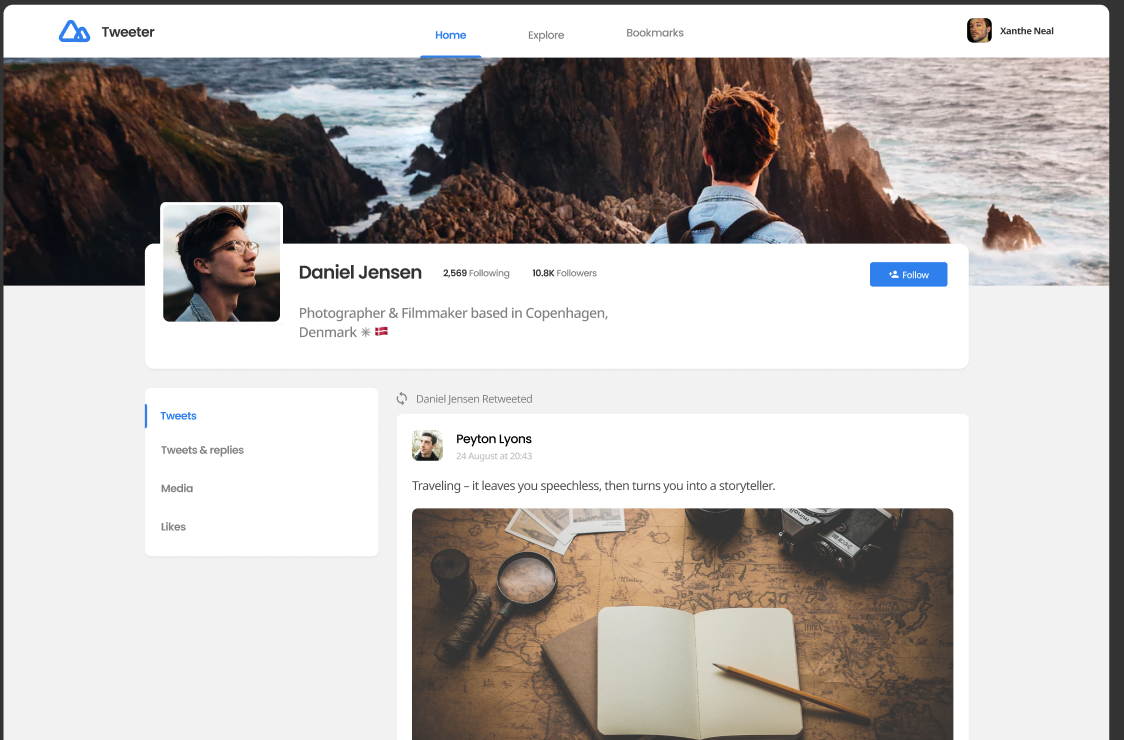 Tweeter
Home
Explore
Bookmarks
Xanthe Neal
Daniel Jensen
2,569 Following
10.8K Followers
Follow
Photographer & Filmmaker based in Copenhagen,
Denmark ✳ 🇩🇰
Tweets
Tweets & replies
Media
Likes
Daniel Jensen Retweeted
Peyton Lyons
24 August at 20:43
Traveling – it leaves you speechless, then turns you into a storyteller.
minolta